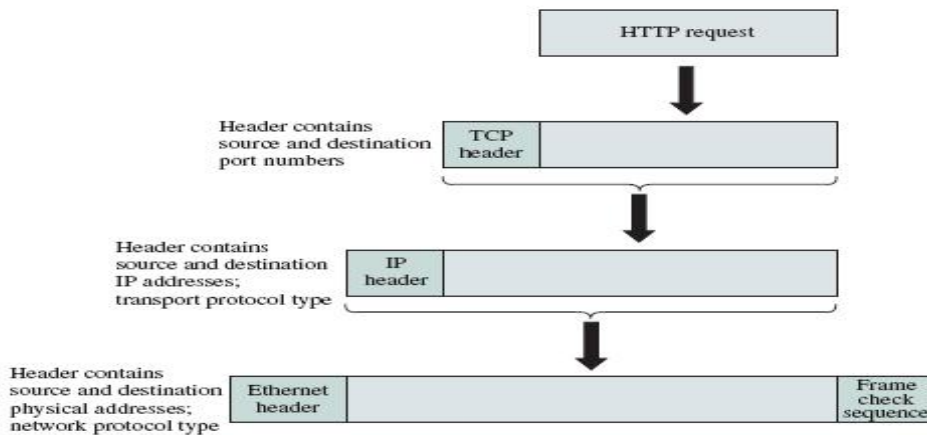 HTTP request
Header contains
source and destination
port numbers
TCP
header
Header contains
source and destination
IP addresses;
transport protocol type
IP
header
Header contains
source and destination
physical addresses;
network protocol type
Ethernet
header
Frame
check
sequence